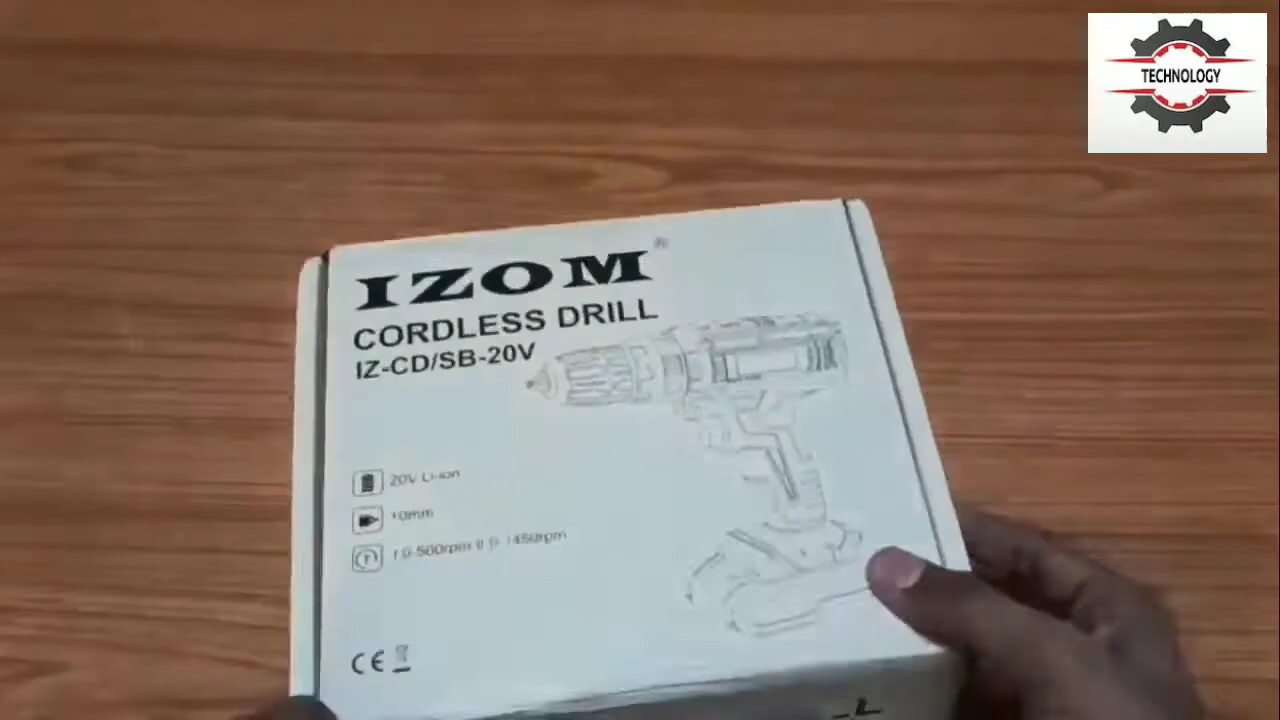 TECHNOLOGY
IZOM®
CORDLESS DRILL
IZ-CD/SB-20V
20V Li-ion
10mm
CE